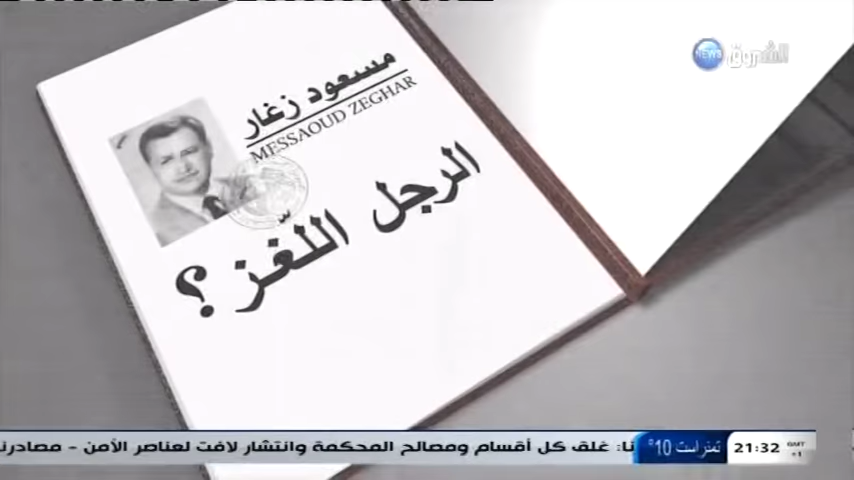 NEWS الشروق
مسعود زغار
MESSAOUD ZEGHAR
الرجل اللّغز؟
نا: غلق كل أقسام ومصالح المحكمة وانتشار لافت لعناصر الأمن - مصادرنا
تمنراست 10°
21:32 GMT +1